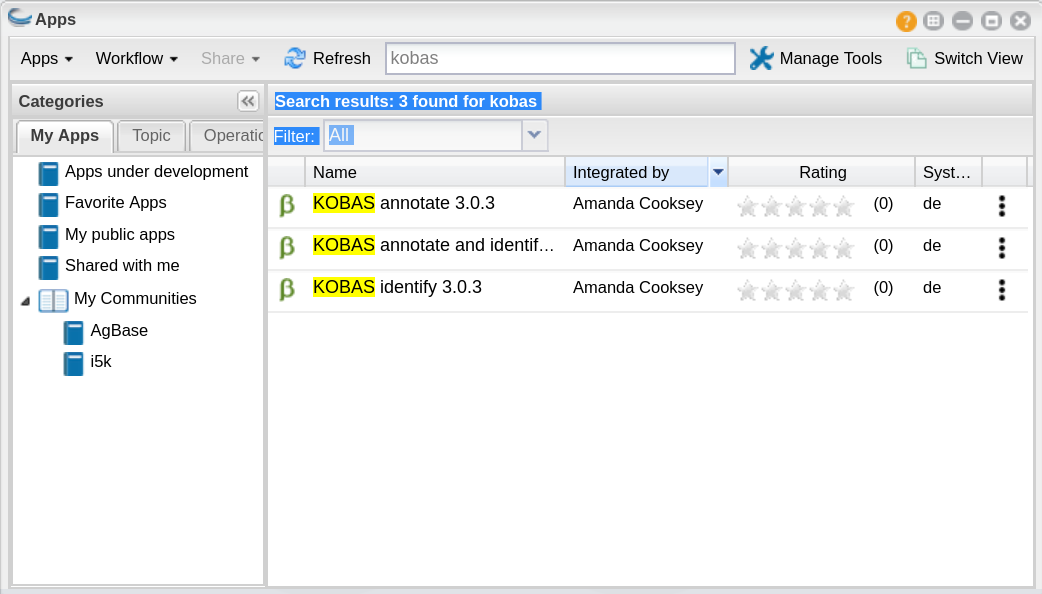 Apps
?
Apps Workflow Share Refresh kobas Manage Tools Switch View
Categories
My Apps Topic Operatic
Apps under development
Favorite Apps
My public apps
Shared with me
My Communities
AgBase
i5k
Search results: 3 found for kobas
Filter: All
Name Integrated by Rating Syst…
β KOBAS annotate 3.0.3 Amanda Cooksey (0) de
β KOBAS annotate and identif… Amanda Cooksey (0) de
β KOBAS identify 3.0.3 Amanda Cooksey (0) de